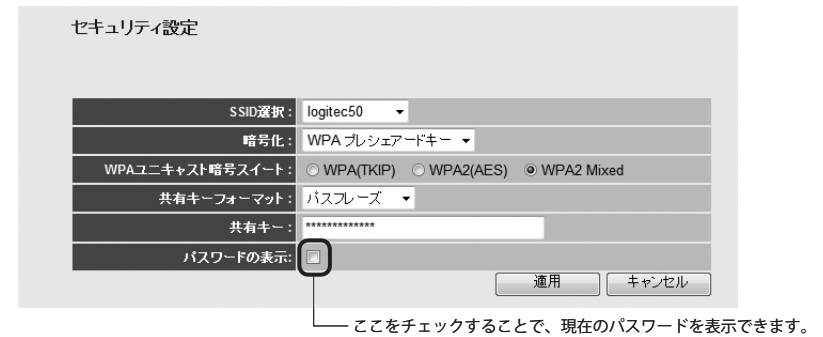 セキュリティ設定
SSID選択： logitec50
暗号化： WPA プレシェアードキー
WPAユニキャスト暗号スイート： WPA(TKIP) WPA2(AES) WPA2 Mixed
共有キーフォーマット： パスフレーズ
共有キー： *************
パスワードの表示:
適用 キャンセル
ここをチェックすることで、現在のパスワードを表示できます。